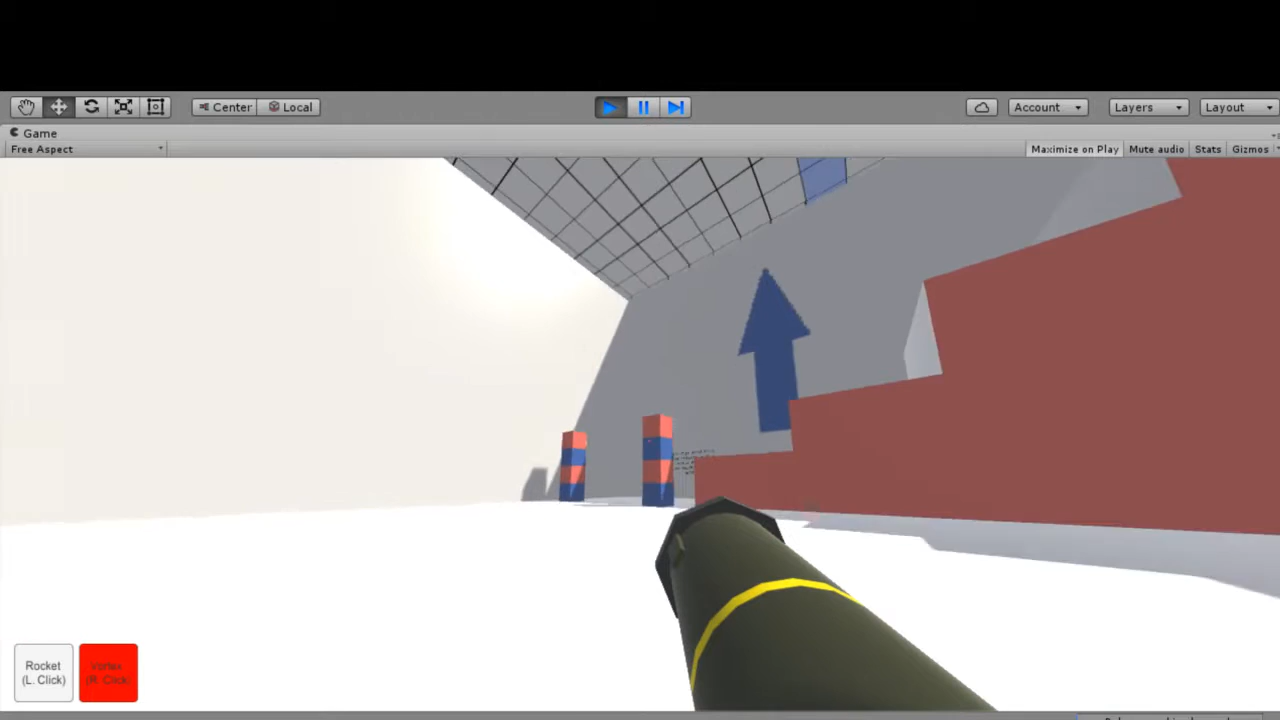 Center Local Account Layers Layout
Game
Free Aspect Maximize on Play Mute audio Stats Gizmos
Rocket Vortex
(L. Click) (R. Click)